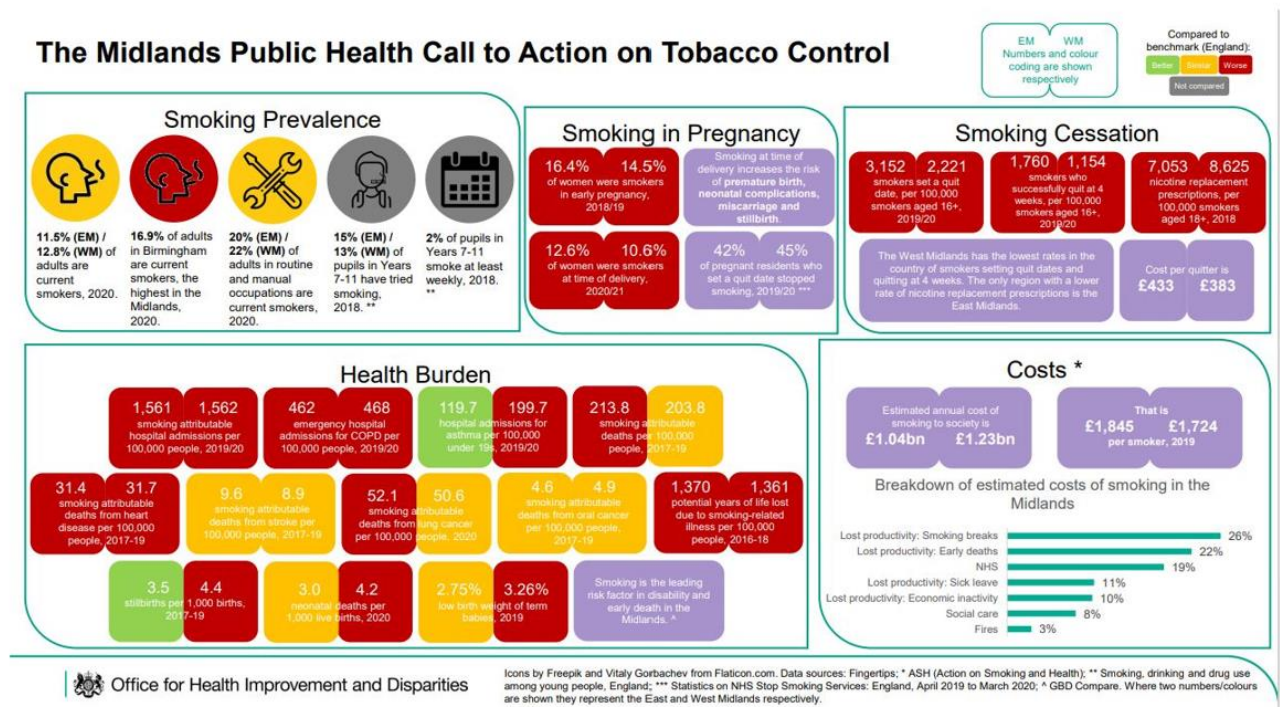 The Midlands Public Health Call to Action on Tobacco Control
EM WM
Numbers and colour
coding are shown
respectively
Compared to
benchmark (England):
Better Similar Worse
Not compared
Smoking Prevalence
11.5% (EM) /
12.8% (WM) of
adults are
current
smokers, 2020.
16.9% of adults
in Birmingham
are current
smokers, the
highest in the
Midlands,
2020.
20% (EM) /
22% (WM) of
adults in routine
and manual
occupations are
current smokers,
2020.
15% (EM) /
13% (WM) of
pupils in Years
7-11 have tried
smoking,
2018. **
2% of pupils in
Years 7-11
smoke at least
weekly, 2018.
**
Smoking in Pregnancy
16.4% 14.5%
of women were smokers
in early pregnancy,
2018/19
Smoking at time of
delivery increases the risk
of premature birth,
neonatal complications,
miscarriage and
stillbirth.
12.6% 10.6%
of women were smokers
at time of delivery,
2020/21
42% 45%
of pregnant residents who
set a quit date stopped
smoking, 2019/20 ***
Smoking Cessation
3,152 2,221
smokers set a quit
date, per 100,000
smokers aged 16+,
2019/20
1,760 1,154
smokers who
successfully quit at 4
weeks, per 100,000
smokers aged 16+,
2019/20
7,053 8,625
nicotine replacement
prescriptions, per
100,000 smokers
aged 18+, 2018
The West Midlands has the lowest rates in the
country of smokers setting quit dates and
quitting at 4 weeks. The only region with a lower
rate of nicotine replacement prescriptions is the
East Midlands.
Cost per quitter is
£433 £383
Health Burden
1,561 1,562
smoking attributable
hospital admissions per
100,000 people, 2019/20
462 468
emergency hospital
admissions for COPD per
100,000 people, 2019/20
119.7 199.7
hospital admissions for
asthma per 100,000
under 19s, 2019/20
213.8 203.8
smoking attributable
deaths per 100,000
people, 2017-19
31.4 31.7
smoking attributable
deaths from heart
disease per 100,000
people, 2017-19
9.6 8.9
smoking attributable
deaths from stroke per
100,000 people, 2017-19
52.1 50.6
smoking attributable
deaths from lung cancer
per 100,000 people, 2020
4.6 4.9
smoking attributable
deaths from oral cancer
per 100,000 people,
2017-19
1,370 1,361
potential years of life lost
due to smoking-related
illness per 100,000
people, 2016-18
3.5 4.4
stillbirths per 1,000 births,
2017-19
3.0 4.2
neonatal deaths per
1,000 live births, 2020
2.75% 3.26%
low birth weight of term
babies, 2019
Smoking is the leading
risk factor in disability and
early death in the
Midlands. ^
Costs *
Estimated annual cost of
smoking to society is
£1.04bn £1.23bn
That is
£1,845 £1,724
per smoker, 2019
Breakdown of estimated costs of smoking in the
Midlands
Lost productivity: Smoking breaks 26%
Lost productivity: Early deaths 22%
NHS 19%
Lost productivity: Sick leave 11%
Lost productivity: Economic inactivity 10%
Social care 8%
Fires 3%
Office for Health Improvement and Disparities
Icons by Freepik and Vitaly Gorbachev from Flaticon.com. Data sources: Fingertips; * ASH (Action on Smoking and Health); ** Smoking, drinking and drug use
among young people, England; *** Statistics on NHS Stop Smoking Services: England, April 2019 to March 2020; ^ GBD Compare. Where two numbers/colours
are shown they represent the East and West Midlands respectively.